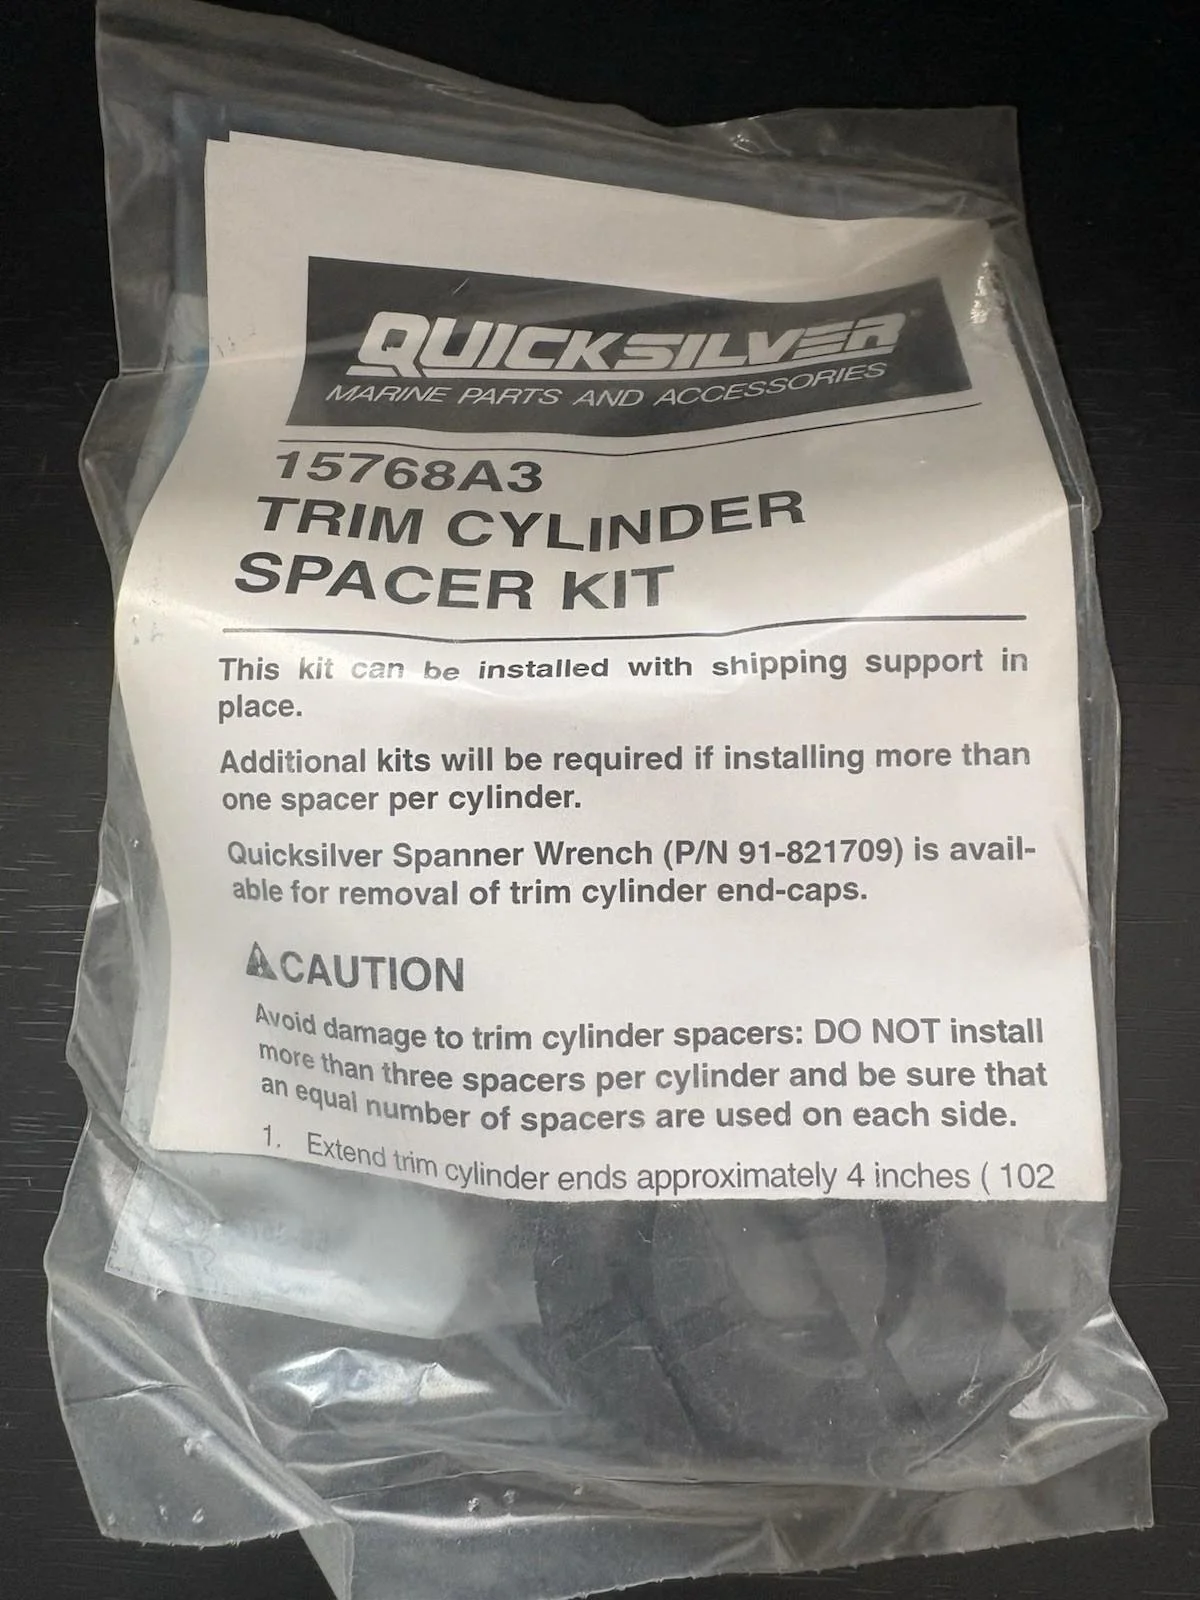 QUICKSILVER
MARINE PARTS AND ACCESSORIES
15768A3
TRIM CYLINDER
SPACER KIT
This kit can be installed with shipping support in
place.
Additional kits will be required if installing more than
one spacer per cylinder.
Quicksilver Spanner Wrench (P/N 91-821709) is avail-
able for removal of trim cylinder end-caps.
CAUTION
Avoid damage to trim cylinder spacers: DO NOT install
more than three spacers per cylinder and be sure that
an equal number of spacers are used on each side.
1. Extend trim cylinder ends approximately 4 inches ( 102